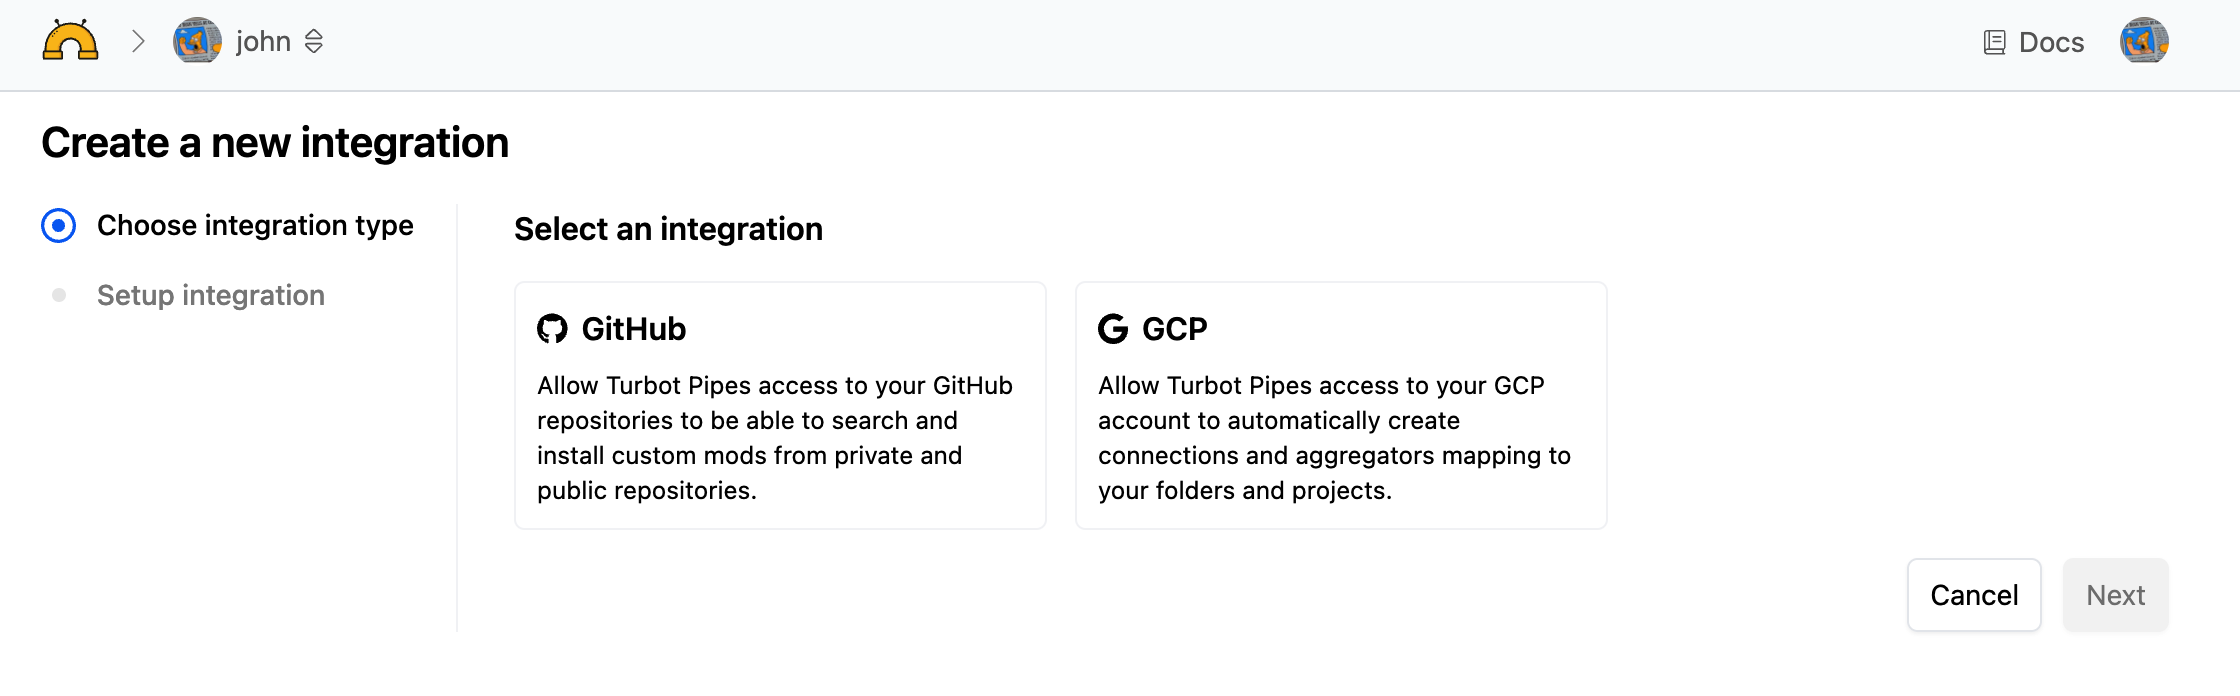 john
Docs
Create a new integration
Choose integration type
Setup integration
Select an integration
GitHub
Allow Turbot Pipes access to your GitHub
repositories to be able to search and
install custom mods from private and
public repositories.
GCP
Allow Turbot Pipes access to your GCP
account to automatically create
connections and aggregators mapping to
your folders and projects.
Cancel
Next